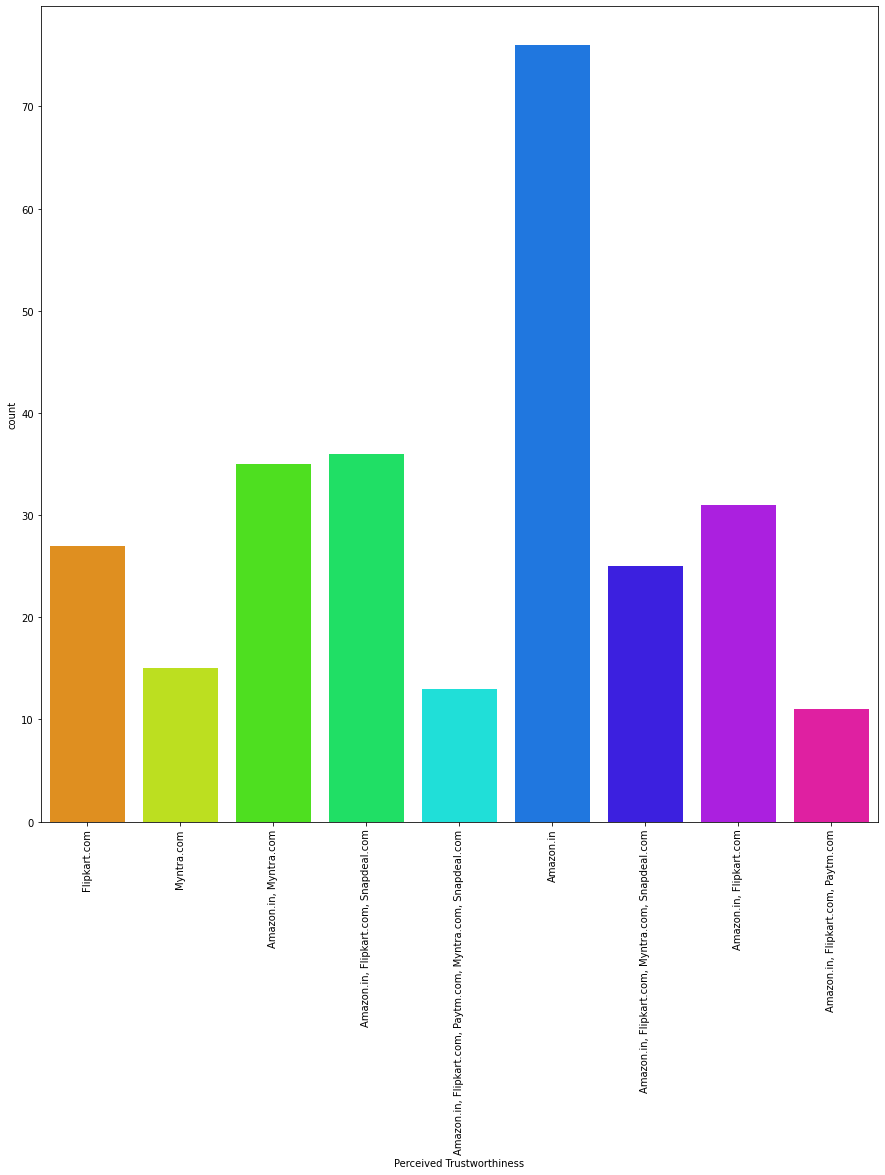 70
60
50
40
30
20
10
0
count
Flipkart.com
Myntra.com
Amazon.in, Myntra.com
Amazon.in, Flipkart.com, Snapdeal.com
Amazon.in, Flipkart.com, Paytm.com, Myntra.com, Snapdeal.com
Amazon.in
Amazon.in, Flipkart.com, Myntra.com, Snapdeal.com
Amazon.in, Flipkart.com
Amazon.in, Flipkart.com, Paytm.com
Perceived Trustworthiness